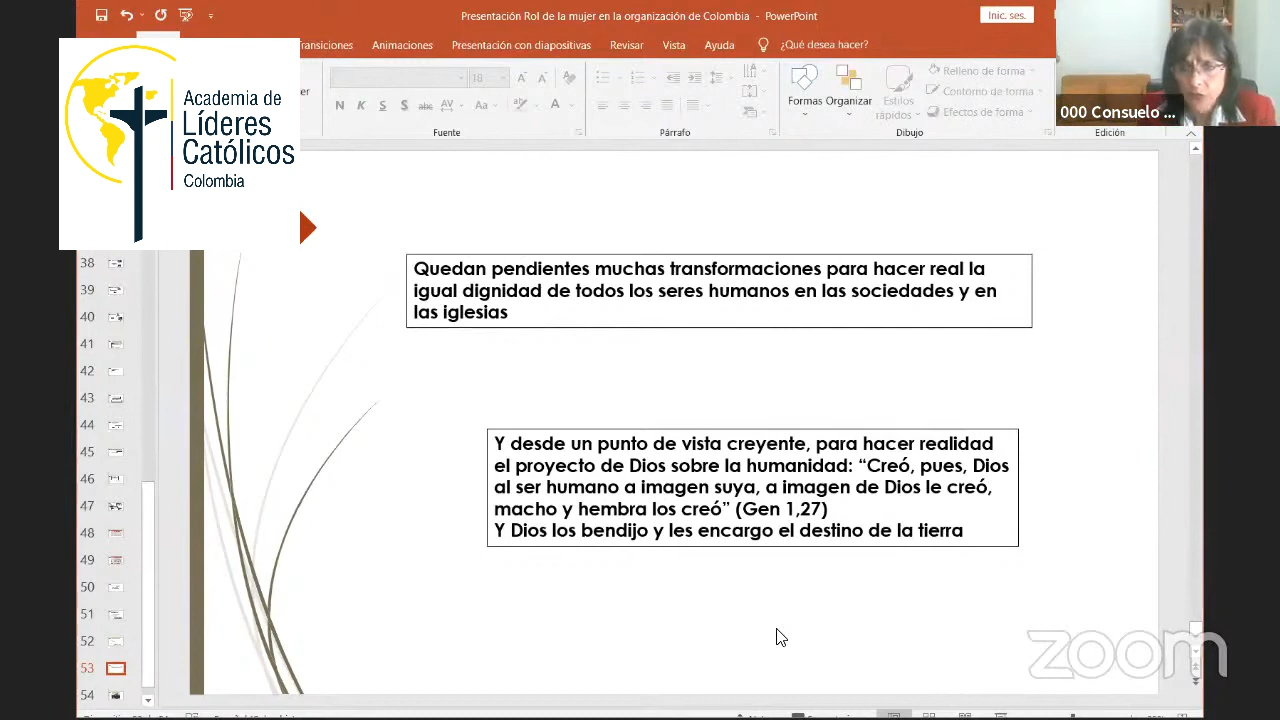 Presentación Rol de la mujer en la organización de Colombia - PowerPoint
Inic. ses.
Transiciones Animaciones Presentación con diapositivas Revisar Vista Ayuda ¿Qué desea hacer?
18
N K S S abc AV Aa A
Formas Organizar Estilos rápidos
Relleno de forma
Contorno de forma
Efectos de forma
Fuente Párrafo Dibujo Edición
000 Consuelo ...
Academia de
Líderes
Católicos
Colombia
38
39
40
41
42
43
44
45
46
47
48
49
50
51
52
53
54
Quedan pendientes muchas transformaciones para hacer real la
igual dignidad de todos los seres humanos en las sociedades y en
las iglesias
Y desde un punto de vista creyente, para hacer realidad
el proyecto de Dios sobre la humanidad: “Creó, pues, Dios
al ser humano a imagen suya, a imagen de Dios le creó,
macho y hembra los creó” (Gen 1,27)
Y Dios los bendijo y les encargo el destino de la tierra
zoom